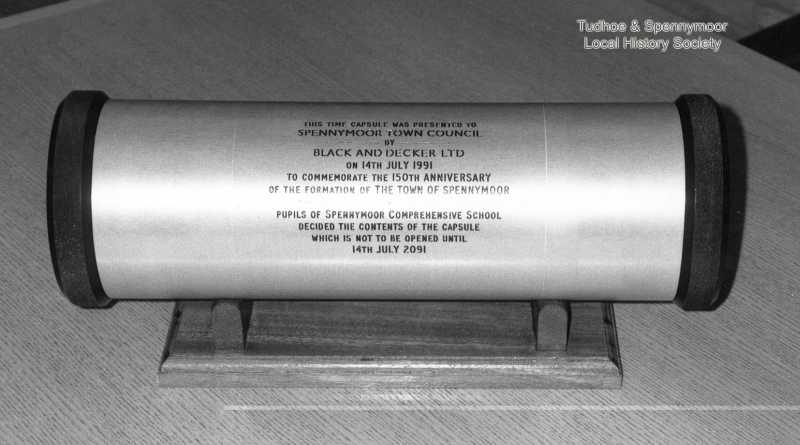 Tudhoe & Spennymoor
Local History Society
THIS TIME CAPSULE WAS PRESENTED TO
SPENNYMOOR TOWN COUNCIL
BY
BLACK AND DECKER LTD
ON 14TH JULY 1991
TO COMMEMORATE THE 150TH ANNIVERSARY
OF THE FORMATION OF THE TOWN OF SPENNYMOOR
PUPILS OF SPENNYMOOR COMPREHENSIVE SCHOOL
DECIDED THE CONTENTS OF THE CAPSULE
WHICH IS NOT TO BE OPENED UNTIL
14TH JULY 2091